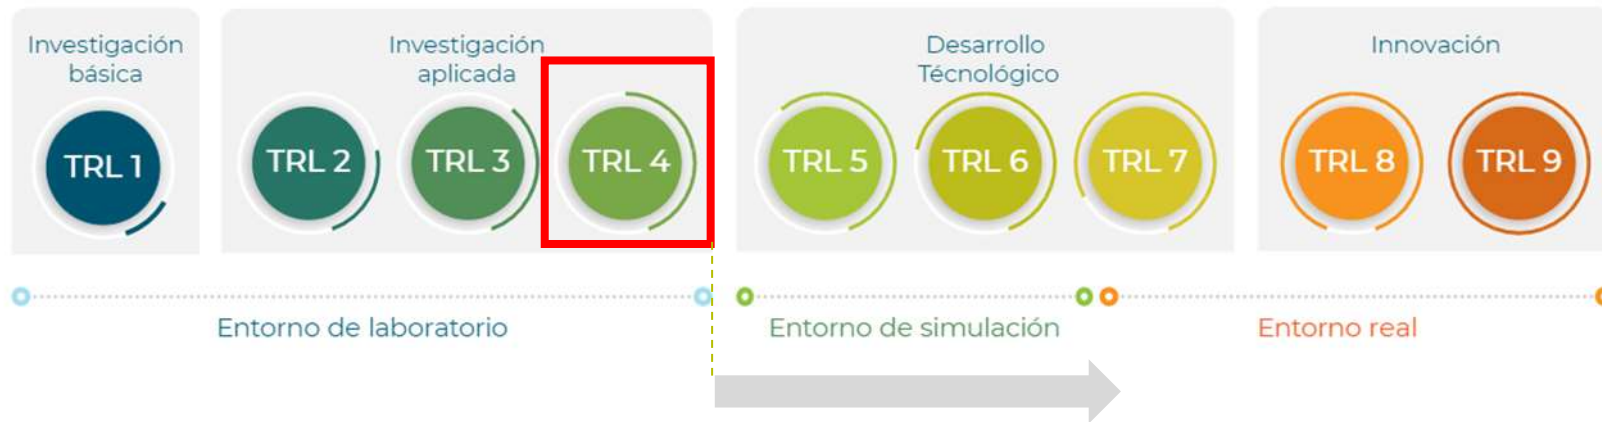 Investigación
básica
Investigación
aplicada
Desarrollo
Técnológico
Innovación
TRL 1
TRL 2
TRL 3
TRL 4
TRL 5
TRL 6
TRL 7
TRL 8
TRL 9
Entorno de laboratorio
Entorno de simulación
Entorno real